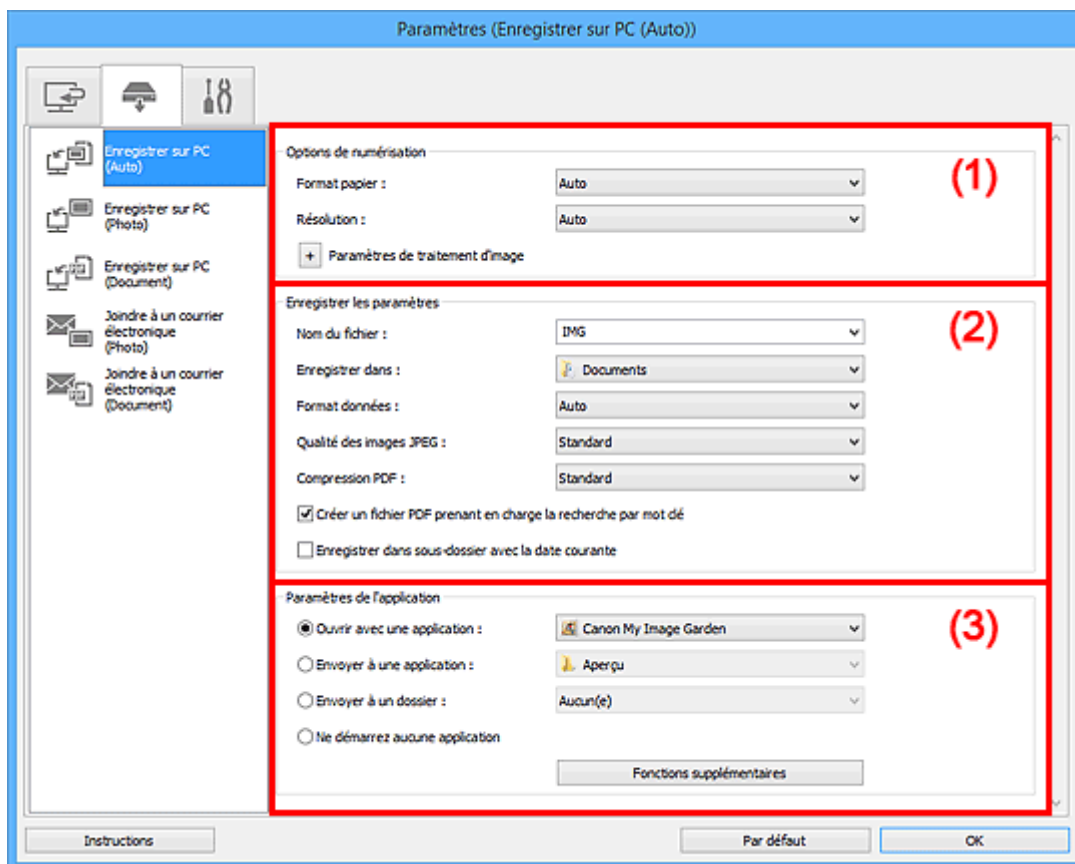 Paramètres (Enregistrer sur PC (Auto))
Enregistrer sur PC
(Auto)
Enregistrer sur PC
(Photo)
Enregistrer sur PC
(Document)
Joindre à un courrier
électronique
(Photo)
Joindre à un courrier
électronique
(Document)
Options de numérisation
(1)
Format papier : Auto
Résolution : Auto
+ Paramètres de traitement d'image
Enregistrer les paramètres
(2)
Nom du fichier : IMG
Enregistrer dans : Documents
Format données : Auto
Qualité des images JPEG : Standard
Compression PDF : Standard
Créer un fichier PDF prenant en charge la recherche par mot clé
Enregistrer dans sous-dossier avec la date courante
Paramètres de l'application
(3)
Ouvrir avec une application : Canon My Image Garden
Envoyer à une application : Aperçu
Envoyer à un dossier : Aucun(e)
Ne démarrez aucune application
Fonctions supplémentaires
Instructions Par défaut OK